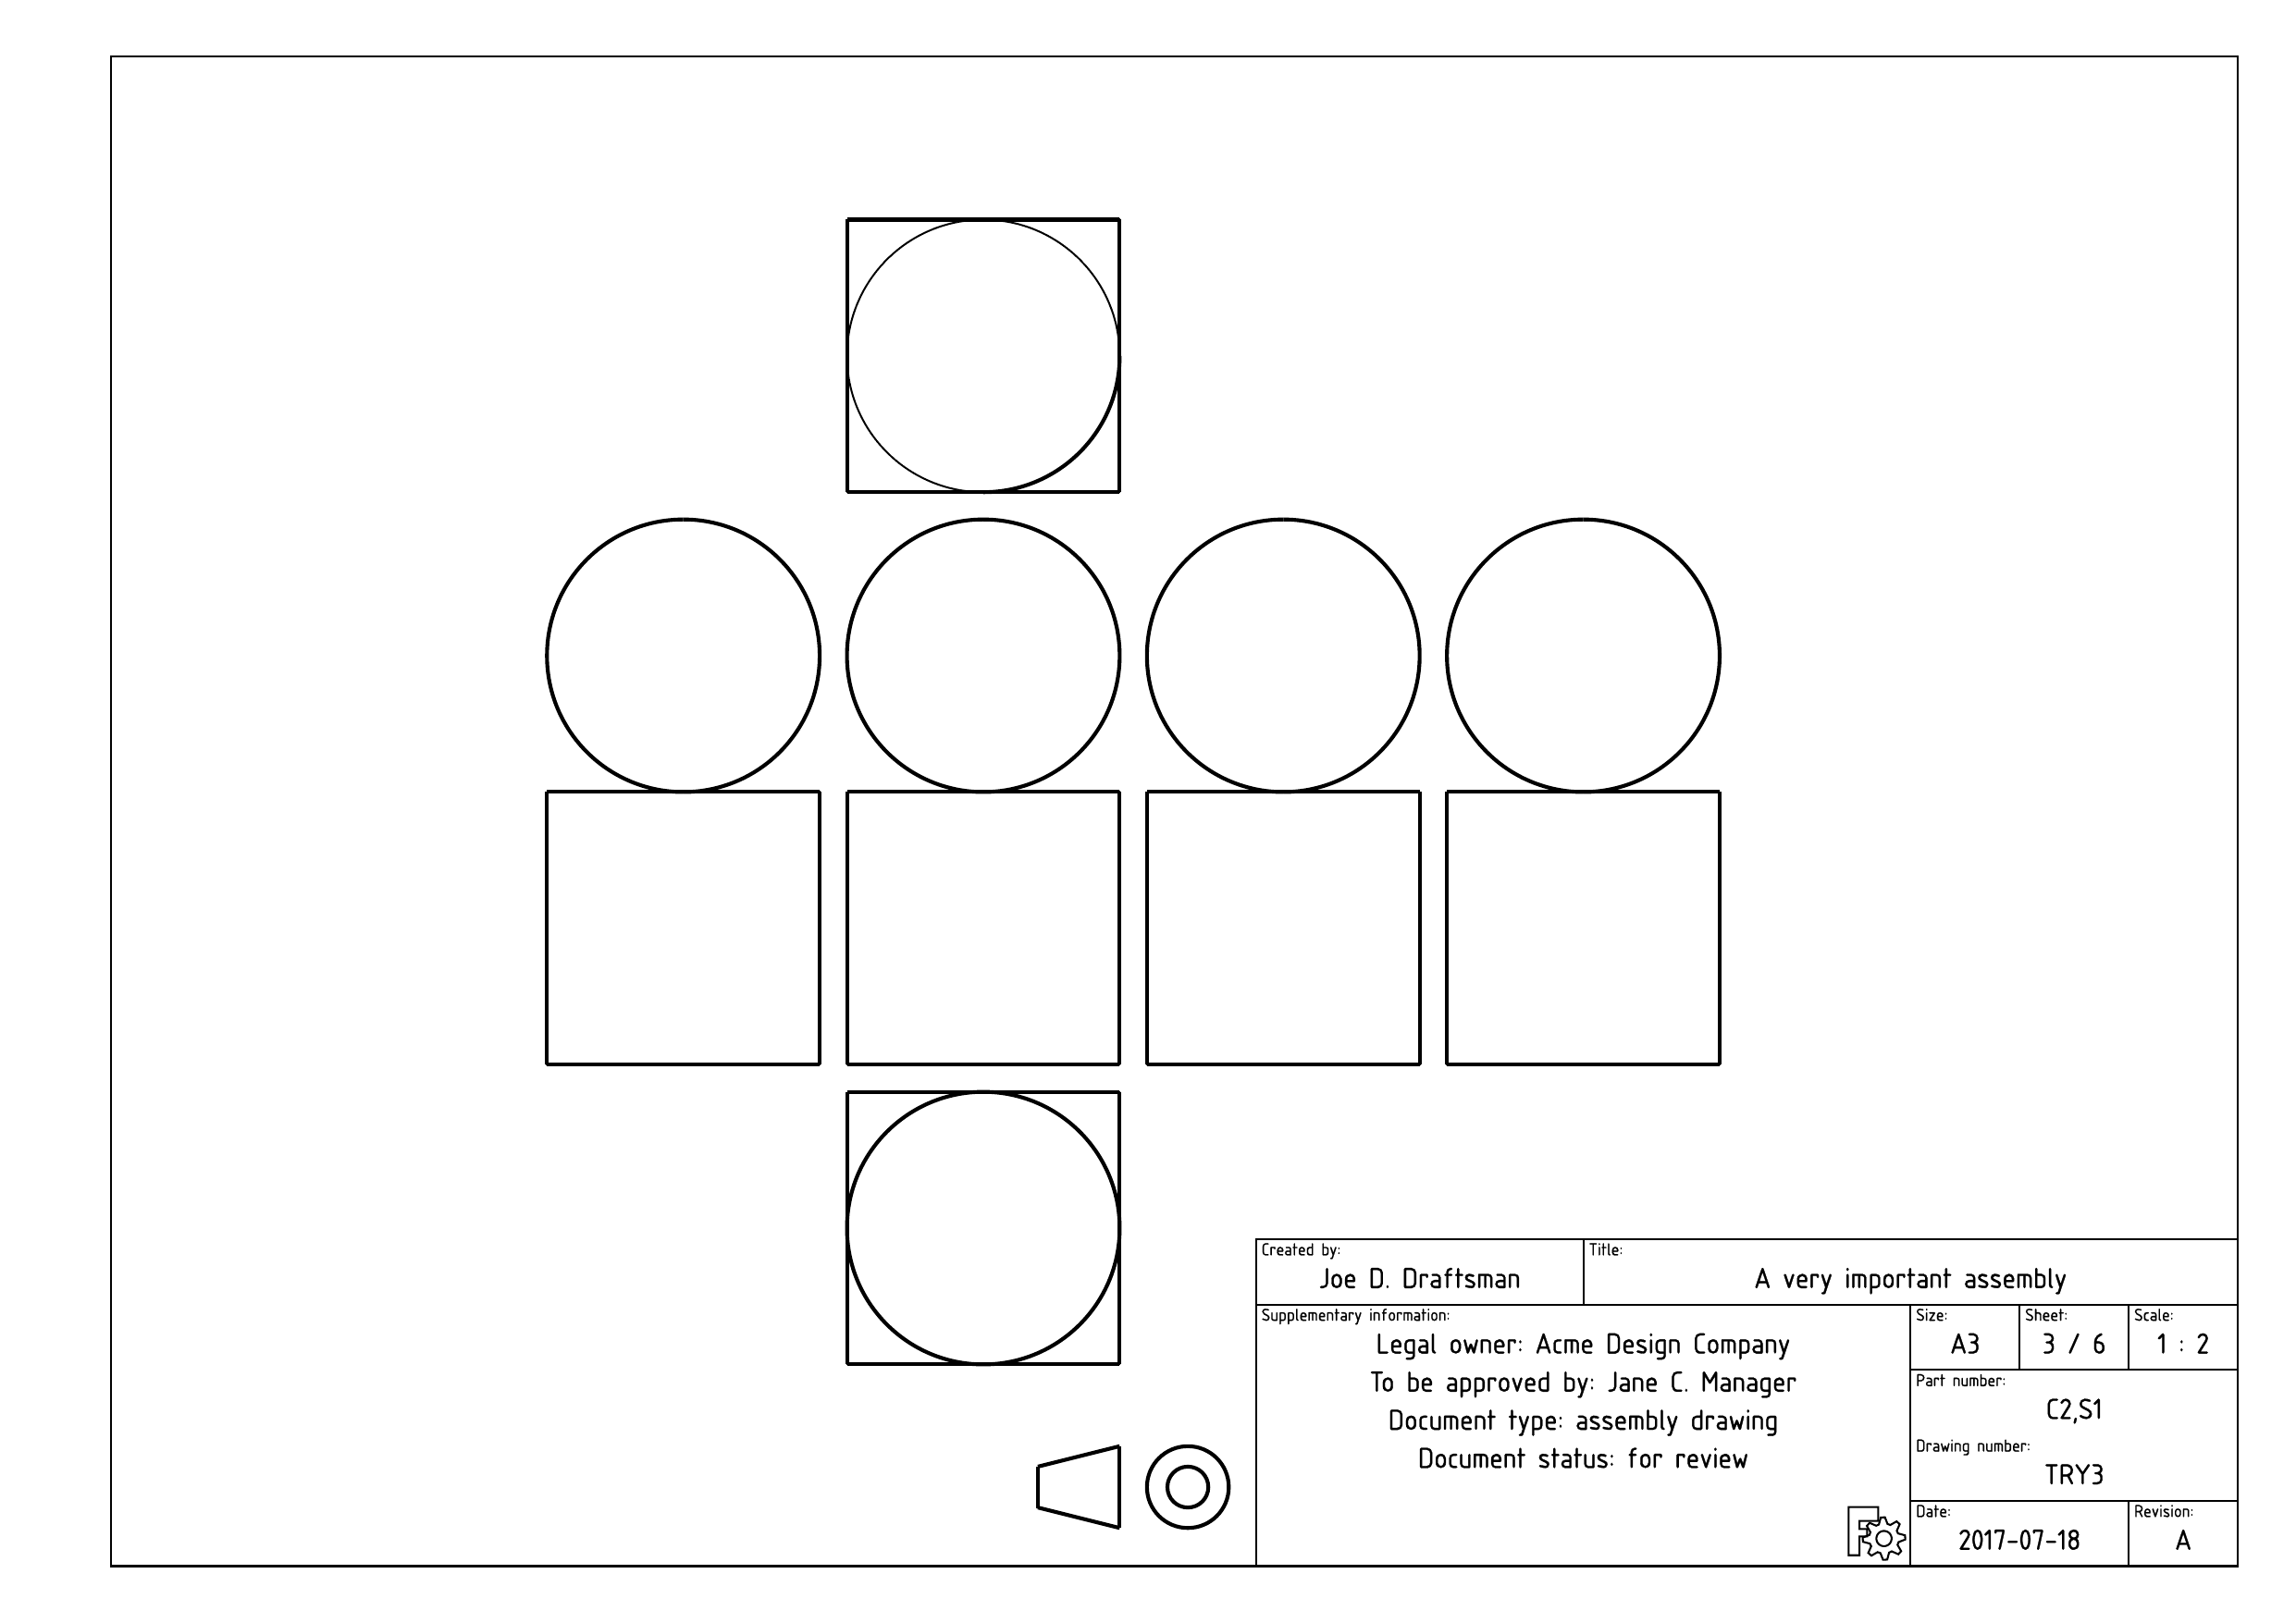 Created by:
Joe D. Draftsman
Title:
A very important assembly
Supplementary information:
Legal owner: Acme Design Company
To be approved by: Jane C. Manager
Document type: assembly drawing
Document status: for review
Size:
A3
Sheet:
3 / 6
Scale:
1 : 2
Part number:
C2,S1
Drawing number:
TRY3
Date:
2017-07-18
Revision:
A